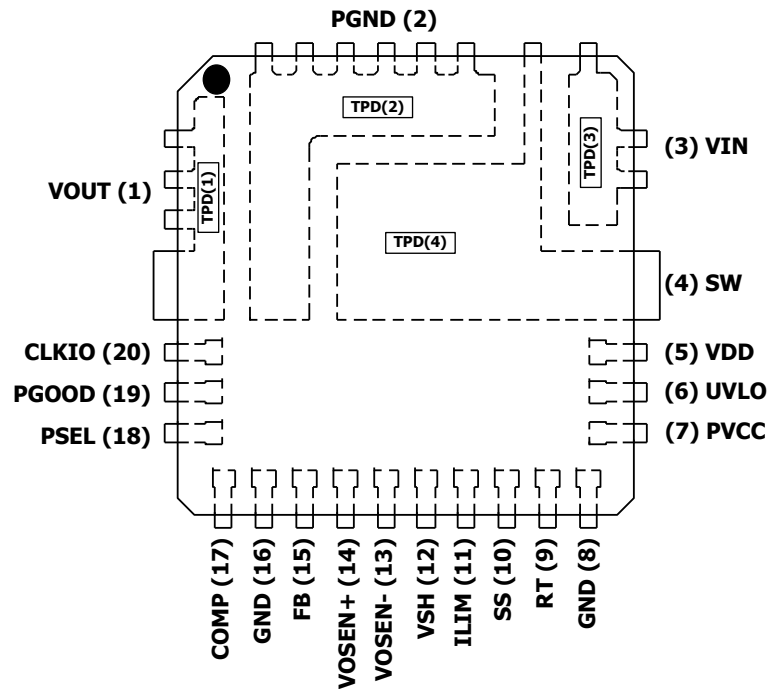 PGND (2)
TPD(2)
TPD(3)
(3) VIN
VOUT (1)
TPD(1)
TPD(4)
(4) SW
CLKIO (20)
(5) VDD
PGOOD (19)
(6) UVLO
PSEL (18)
(7) PVCC
COMP (17)
GND (16)
FB (15)
VOSEN+ (14)
VOSEN- (13)
VSH (12)
ILIM (11)
SS (10)
RT (9)
GND (8)